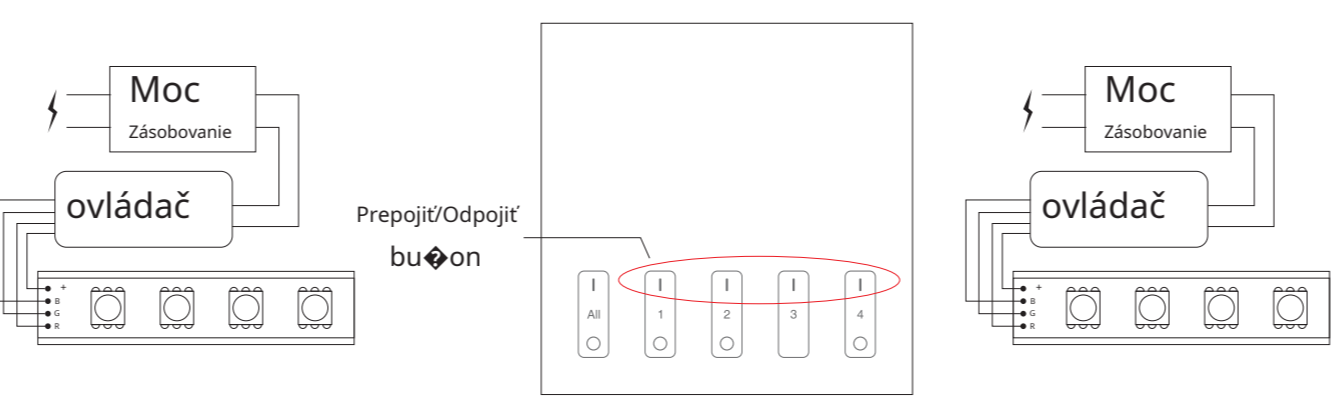 Moc
Zásobovanie
ovládač
+
B
G
R
Prepojiť/Odpojiť
bu�on
I I I I I
All 1 2 3 4
Moc
Zásobovanie
ovládač
+
B
G
R